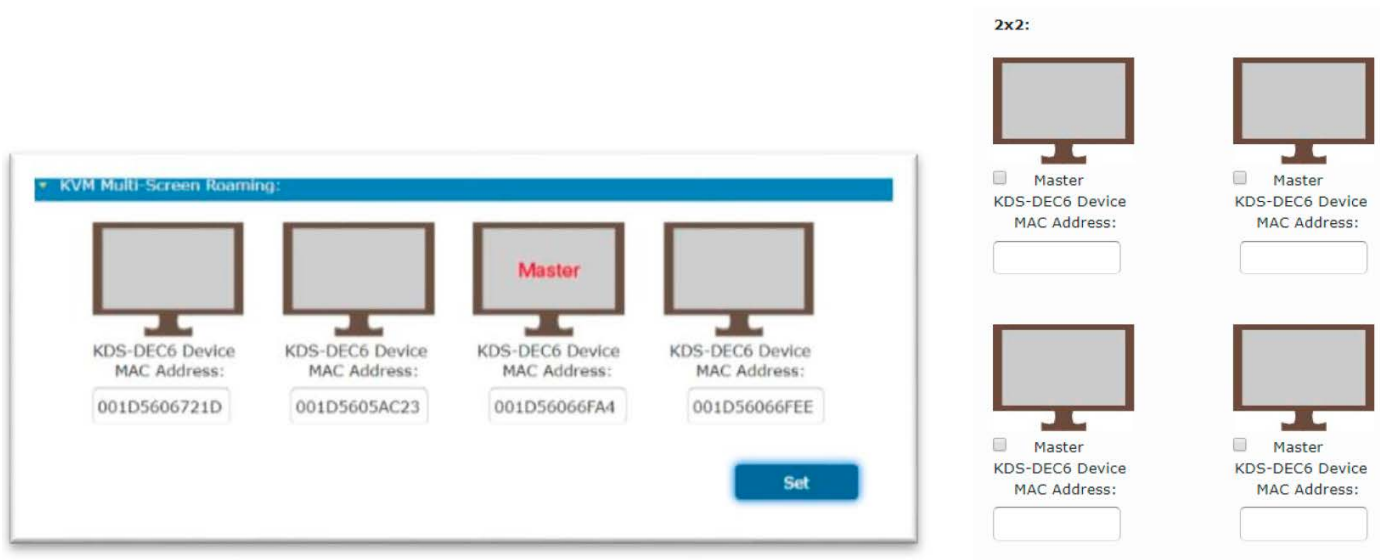 KVM Multi-Screen Roaming:
Master
KDS-DEC6 Device KDS-DEC6 Device KDS-DEC6 Device KDS-DEC6 Device
MAC Address: MAC Address: MAC Address: MAC Address:
001D5606721D 001D5605AC23 001D56066FA4 001D56066FEE
Set
2x2:
Master Master
KDS-DEC6 Device KDS-DEC6 Device
MAC Address: MAC Address:
Master Master
KDS-DEC6 Device KDS-DEC6 Device
MAC Address: MAC Address: